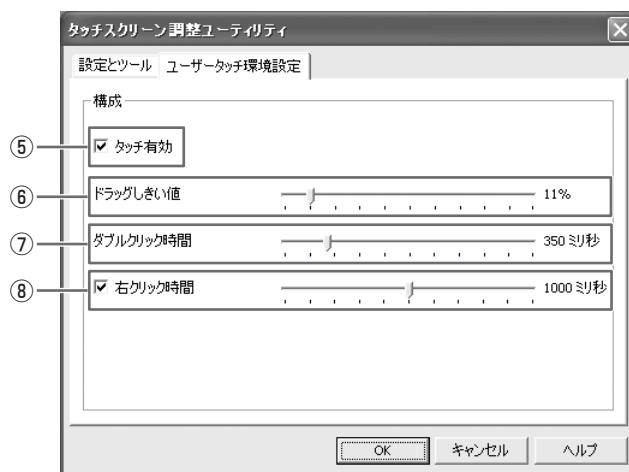 タッチスクリーン調整ユーティリティ
設定とツール ユーザータッチ環境設定
構成
⑤ タッチ有効
⑥ ドラッグしきい値 11%
⑦ ダブルクリック時間 350 ミリ秒
⑧ 右クリック時間 1000 ミリ秒
OK キャンセル ヘルプ